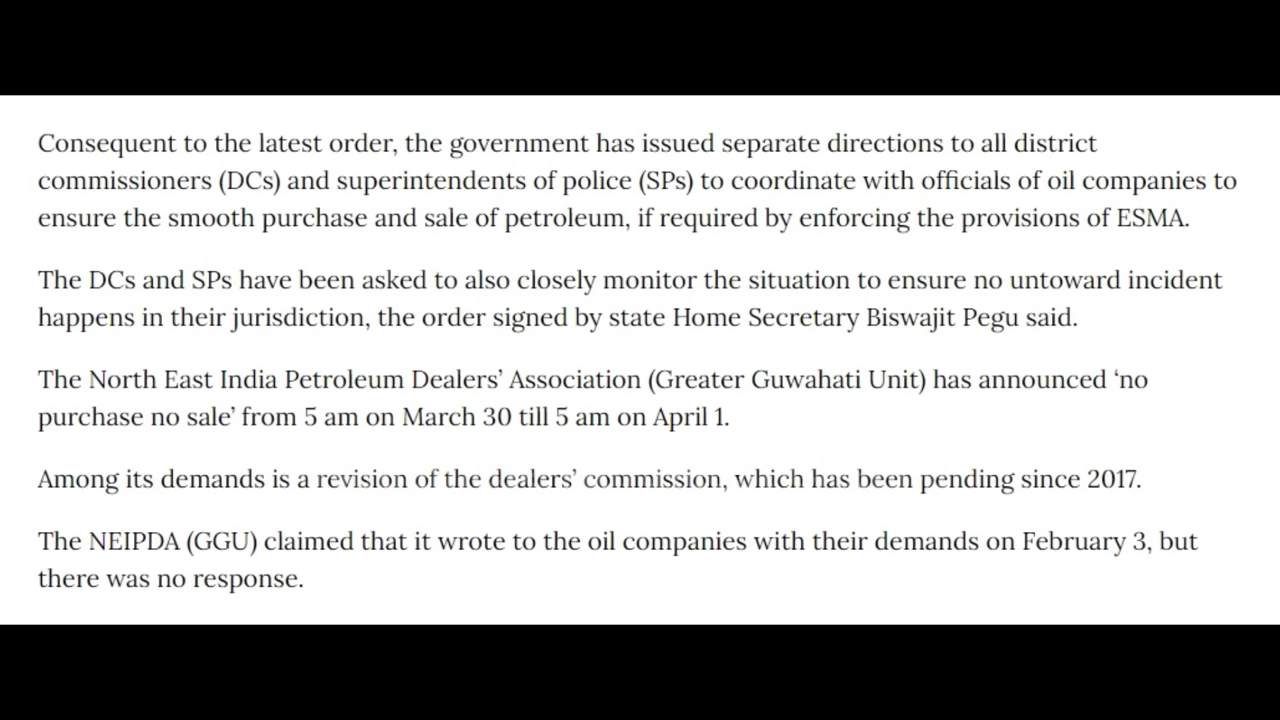 Consequent to the latest order, the government has issued separate directions to all district
commissioners (DCs) and superintendents of police (SPs) to coordinate with officials of oil companies to
ensure the smooth purchase and sale of petroleum, if required by enforcing the provisions of ESMA.
The DCs and SPs have been asked to also closely monitor the situation to ensure no untoward incident
happens in their jurisdiction, the order signed by state Home Secretary Biswajit Pegu said.
The North East India Petroleum Dealers’ Association (Greater Guwahati Unit) has announced ‘no
purchase no sale’ from 5 am on March 30 till 5 am on April 1.
Among its demands is a revision of the dealers’ commission, which has been pending since 2017.
The NEIPDA (GGU) claimed that it wrote to the oil companies with their demands on February 3, but
there was no response.